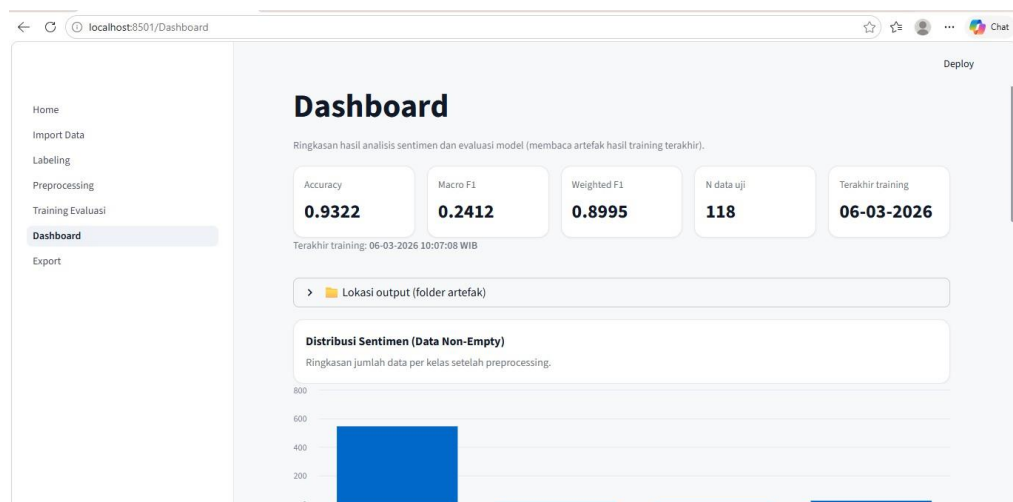 localhost:8501/Dashboard
Chat
Deploy
Home
Import Data
Labeling
Preprocessing
Training Evaluasi
Dashboard
Export
Dashboard
Ringkasan hasil analisis sentimen dan evaluasi model (membaca artefak hasil training terakhir).
Accuracy
0.9322
Macro F1
0.2412
Weighted F1
0.8995
N data uji
118
Terakhir training
06-03-2026
Terakhir training: 06-03-2026 10:07:08 WIB
Lokasi output (folder artefak)
Distribusi Sentimen (Data Non-Empty)
Ringkasan jumlah data per kelas setelah preprocessing.
800
600
400
200